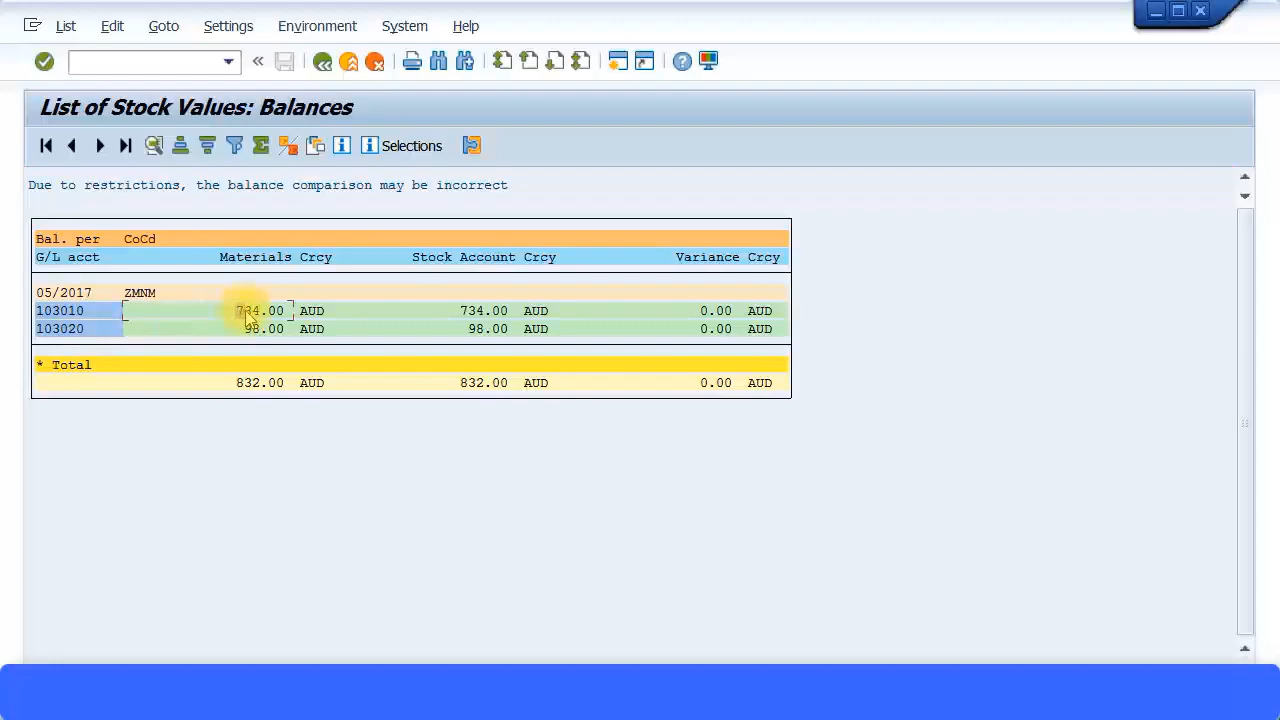 List Edit Goto Settings Environment System Help
List of Stock Values: Balances
Selections
Due to restrictions, the balance comparison may be incorrect
Bal. per CoCd
G/L acct Materials Crcy Stock Account Crcy Variance Crcy
05/2017 ZMNM
103010 734.00 AUD 734.00 AUD 0.00 AUD
103020 98.00 AUD 98.00 AUD 0.00 AUD
* Total
832.00 AUD 832.00 AUD 0.00 AUD